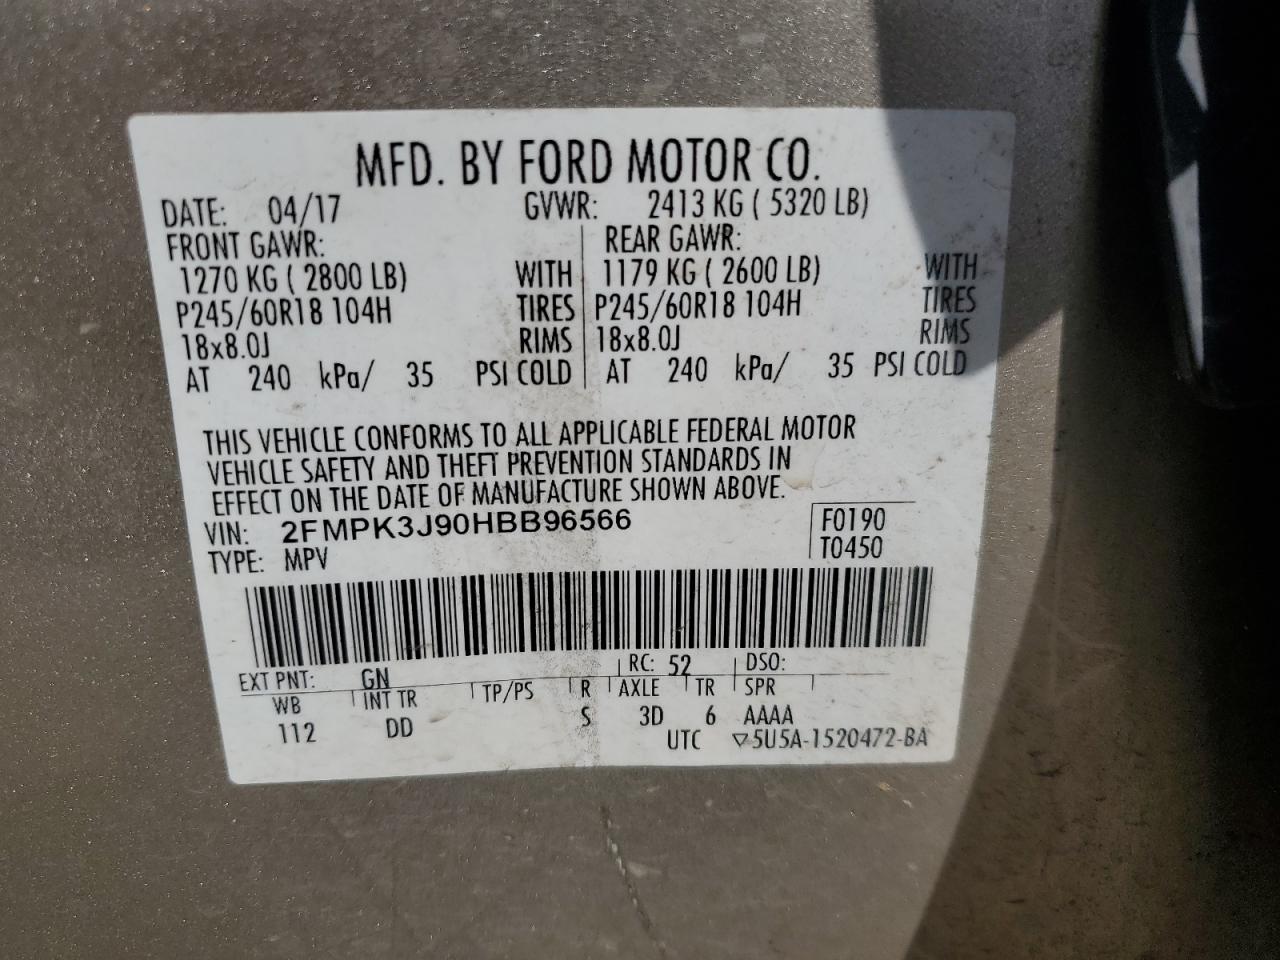 MFD. BY FORD MOTOR CO.
DATE: 04/17 GVWR: 2413 KG ( 5320 LB)
FRONT GAWR: REAR GAWR:
1270 KG ( 2800 LB) WITH 1179 KG ( 2600 LB) WITH
P245/60R18 104H TIRES P245/60R18 104H TIRES
18x8.0J RIMS 18x8.0J RIMS
AT 240 kPa/ 35 PSI COLD AT 240 kPa/ 35 PSI COLD
THIS VEHICLE CONFORMS TO ALL APPLICABLE FEDERAL MOTOR
VEHICLE SAFETY AND THEFT PREVENTION STANDARDS IN
EFFECT ON THE DATE OF MANUFACTURE SHOWN ABOVE.
VIN: 2FMPK3J90HBB96566 F0190
TYPE: MPV T0450
EXT PNT: GN RC: 52 DSO:
WB INT TR TP/PS R AXLE TR SPR
112 DD S 3D 6 AAAA
UTC ▽5U5A-1520472-BA